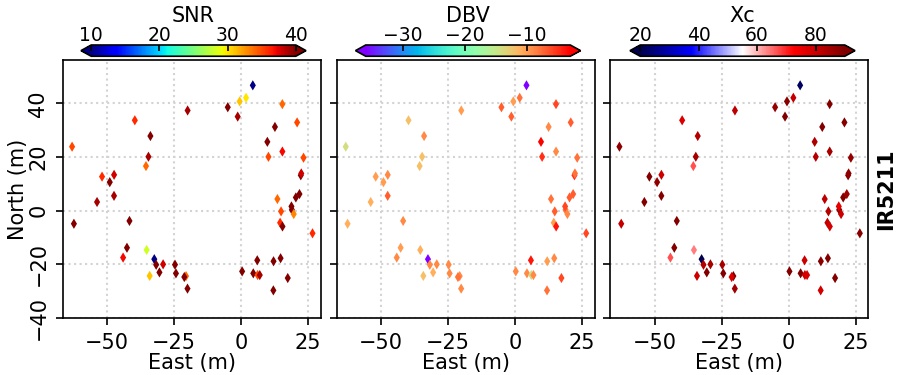 SNR DBV Xc
10 20 30 40 −30 −20 −10 20 40 60 80
North (m)
40
20
0
−20
−40
−50 −25 0 25 −50 −25 0 25 −50 −25 0 25
East (m) East (m) East (m)
IR5211